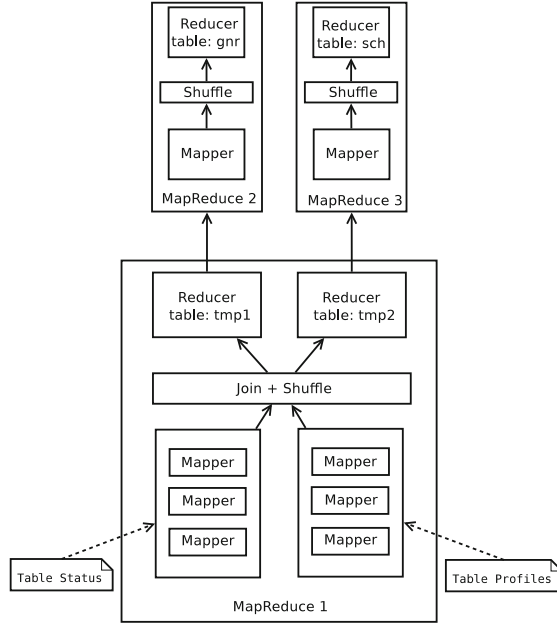 Reducer
table: gnr
Shuffle
Mapper
MapReduce 2
Reducer
table: sch
Shuffle
Mapper
MapReduce 3
Reducer
table: tmp1
Reducer
table: tmp2
Join + Shuffle
Mapper
Mapper
Mapper
Mapper
Mapper
Mapper
Table Status
Table Profiles
MapReduce 1